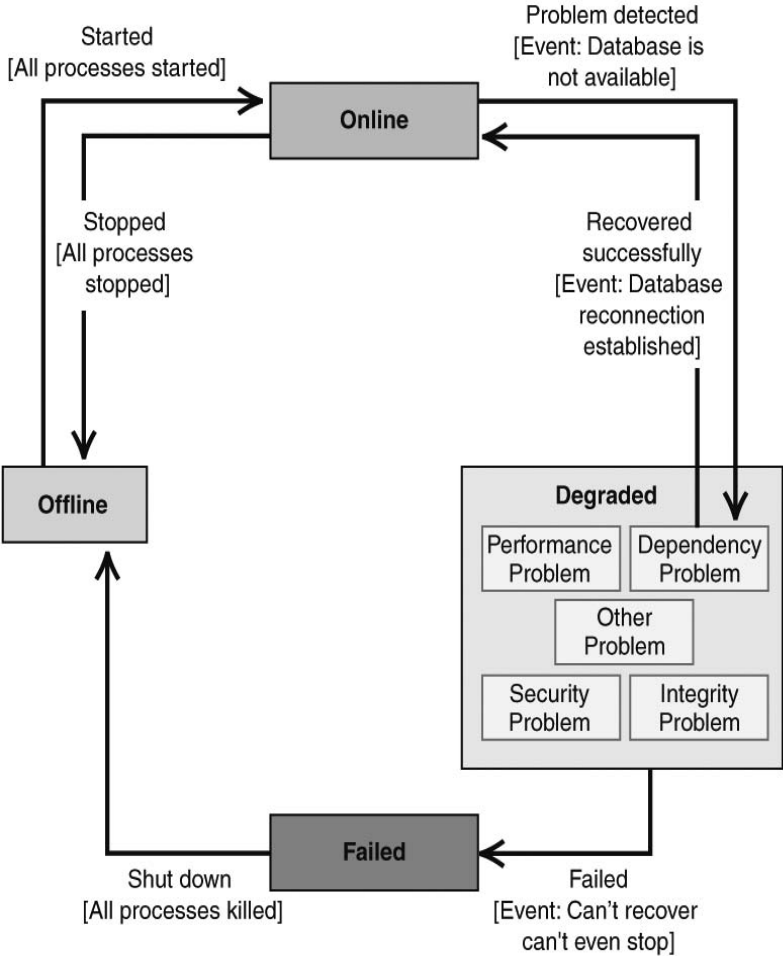 Started
[All processes started]
Problem detected
[Event: Database is
not available]
Online
Stopped
[All processes
stopped]
Recovered
successfully
[Event: Database
reconnection
established]
Offline
Degraded
Performance
Problem
Dependency
Problem
Other
Problem
Security
Problem
Integrity
Problem
Failed
Shut down
[All processes killed]
Failed
[Event: Can’t recover
can't even stop]